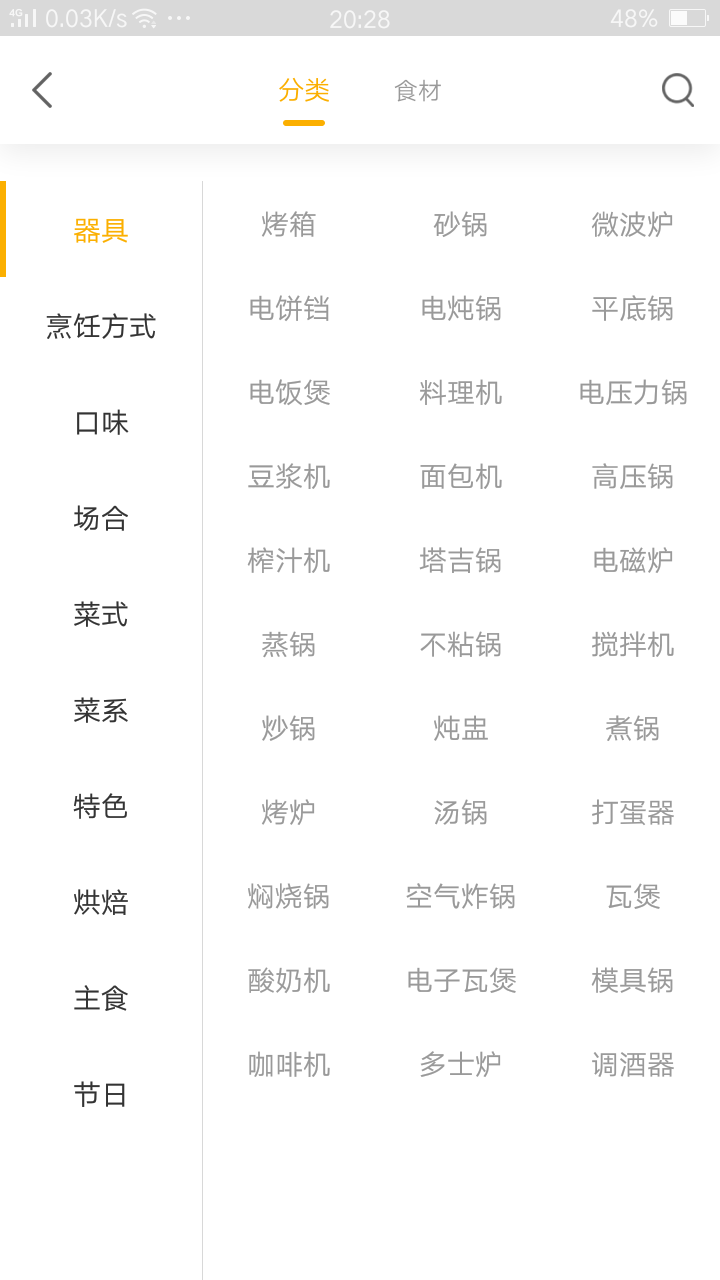 4G 0.03K/s 20:28 48%
分类 食材
器具
烹饪方式
口味
场合
菜式
菜系
特色
烘焙
主食
节日
烤箱 砂锅 微波炉
电饼铛 电炖锅 平底锅
电饭煲 料理机 电压力锅
豆浆机 面包机 高压锅
榨汁机 塔吉锅 电磁炉
蒸锅 不粘锅 搅拌机
炒锅 炖盅 煮锅
烤炉 汤锅 打蛋器
焖烧锅 空气炸锅 瓦煲
酸奶机 电子瓦煲 模具锅
咖啡机 多士炉 调酒器